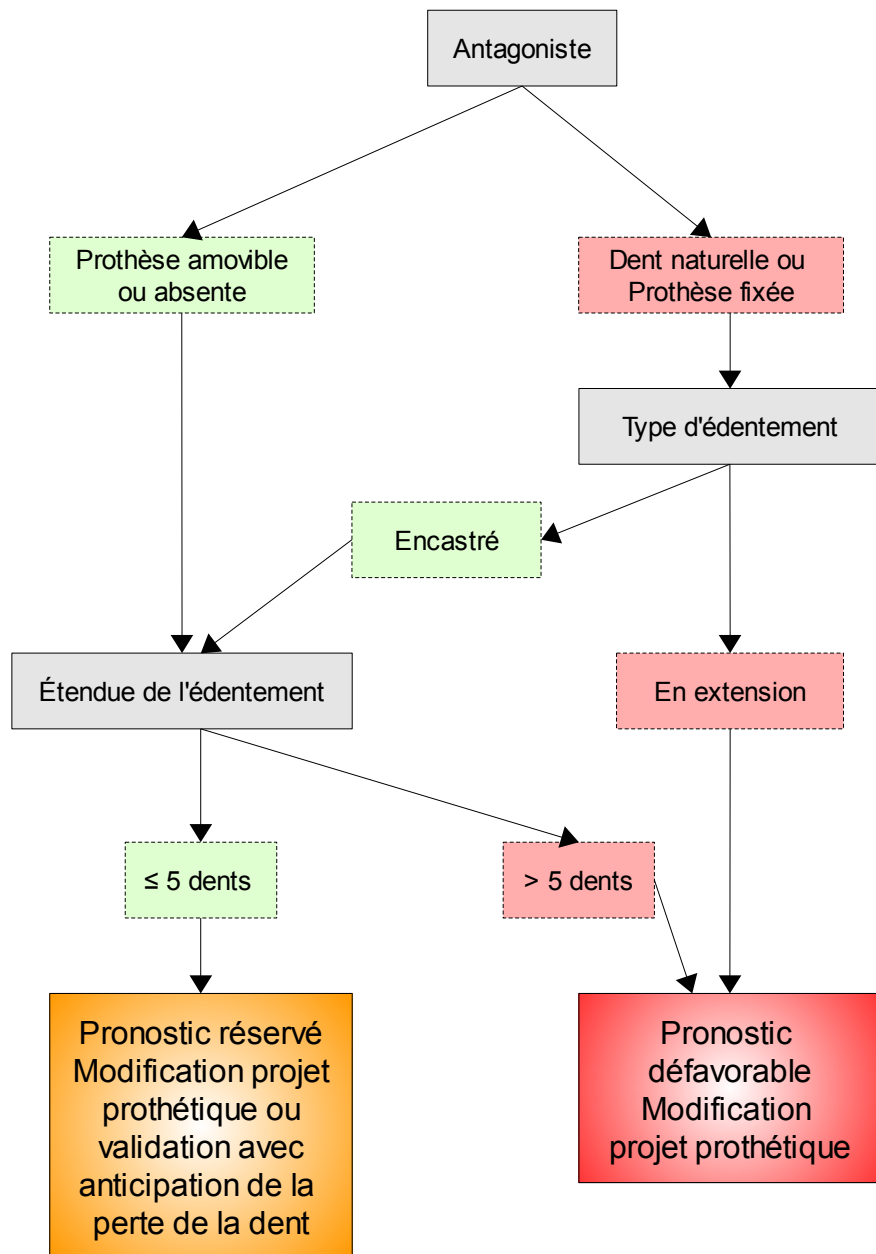 Antagoniste
Prothèse amovible
ou absente
Dent naturelle ou
Prothèse fixée
Type d'édentement
Encastré
Étendue de l'édentement
En extension
≤ 5 dents
> 5 dents
Pronostic réservé
Modification projet
prothétique ou
validation avec
anticipation de la
perte de la dent
Pronostic
défavorable
Modification
projet prothétique